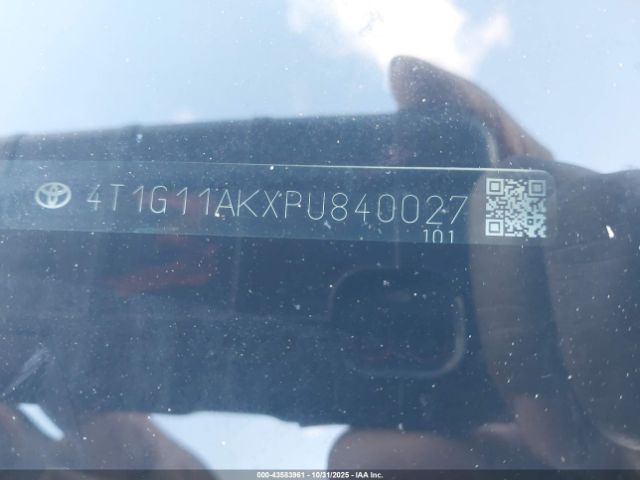 4T1G11AKXPU840027
101
000-43583961 - 10/31/2025 - IAA Inc.